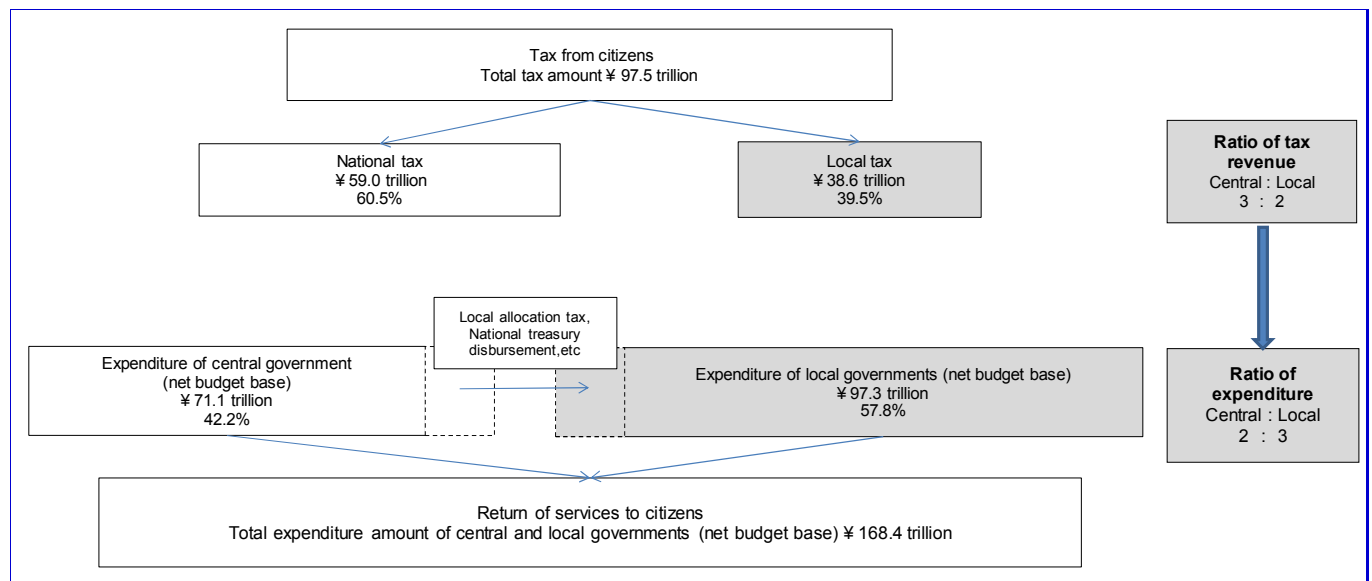 Tax from citizens
Total tax amount ¥ 97.5 trillion
National tax
¥ 59.0 trillion
60.5%
Local tax
¥ 38.6 trillion
39.5%
Ratio of tax
revenue
Central : Local
3 : 2
Local allocation tax,
National treasury
disbursement,etc
Expenditure of central government
(net budget base)
¥ 71.1 trillion
42.2%
Expenditure of local governments (net budget base)
¥ 97.3 trillion
57.8%
Ratio of
expenditure
Central : Local
2 : 3
Return of services to citizens
Total expenditure amount of central and local governments (net budget base) ¥ 168.4 trillion